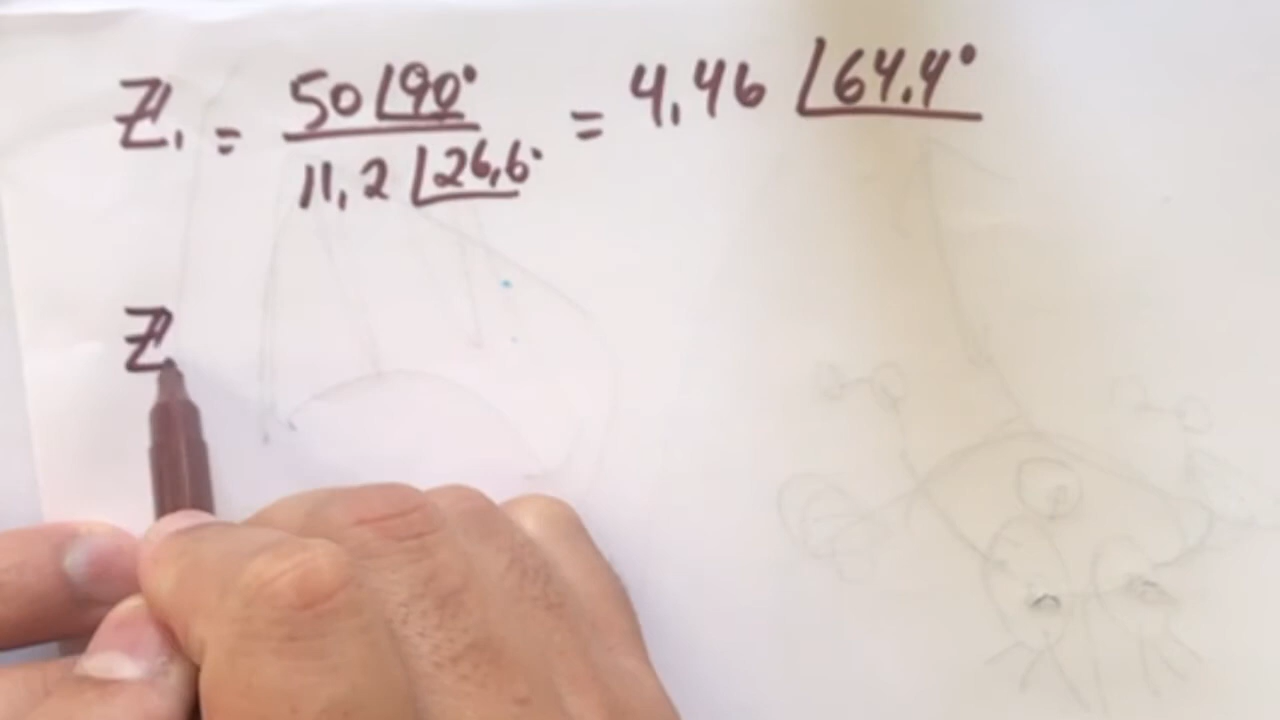 Z₁ = 50∠90° / 11,2∠26,6° = 4,46 ∠64,4°
Z